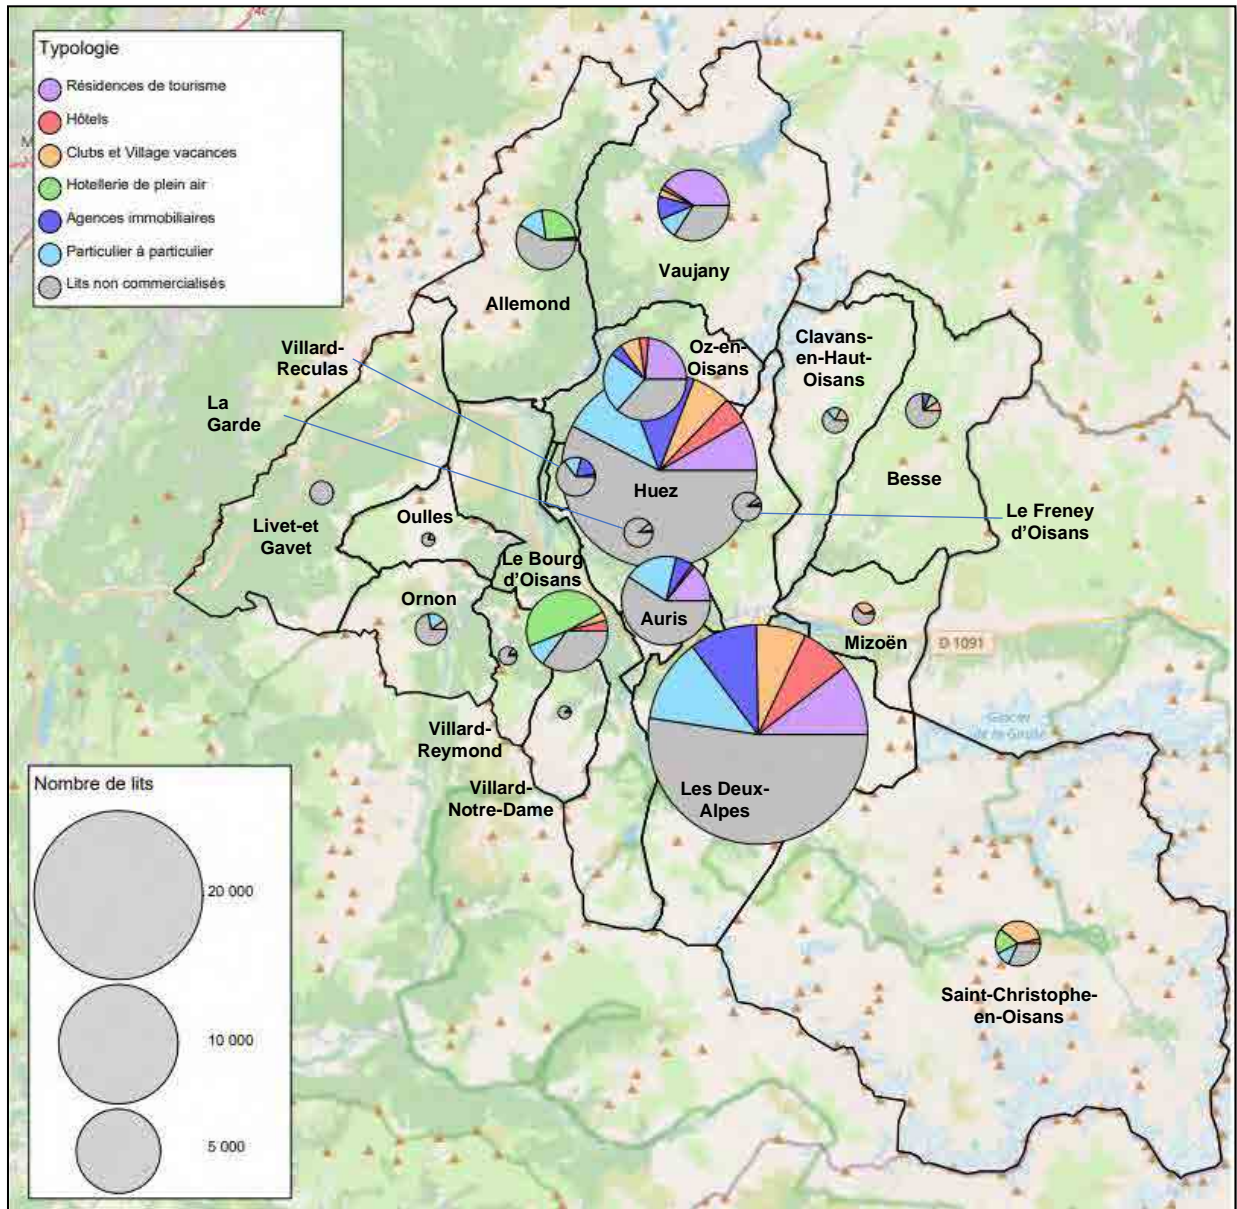 Typologie
Résidences de tourisme
Hôtels
Clubs et Village vacances
Hotellerie de plein air
Agences immobiliaires
Particulier à particulier
Lits non commercialisés
Vaujany
Allemond
Villard-
Reculas
Oz-en-
Oisans
Clavans-
en-Haut-
Oisans
La
Garde
Besse
Huez
Le Freney
d'Oisans
Livet-et
Gavet
Oulles
Le Bourg
d'Oisans
Ornon
Auris
Mizoën
D 1091
Villard-
Reymond
Villard-
Notre-Dame
Les Deux-
Alpes
Saint-Christophe-
en-Oisans
Nombre de lits
20 000
10 000
5 000